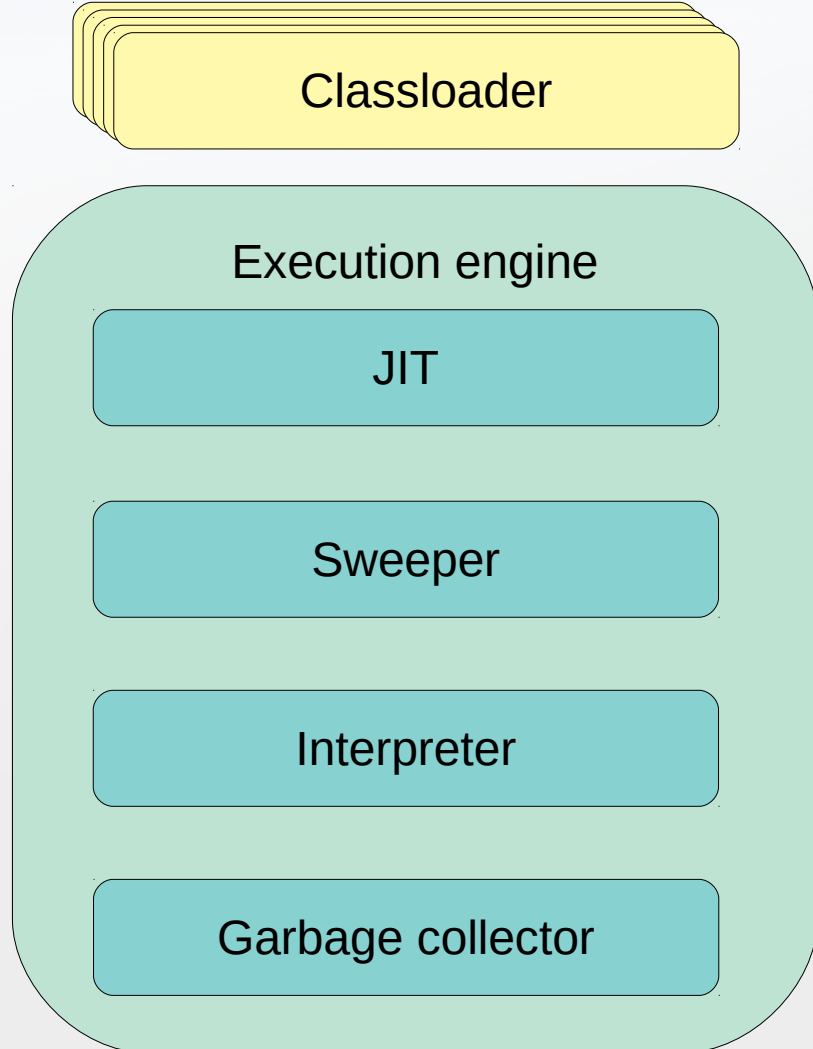 Classloader
Execution engine
JIT
Sweeper
Interpreter
Garbage collector